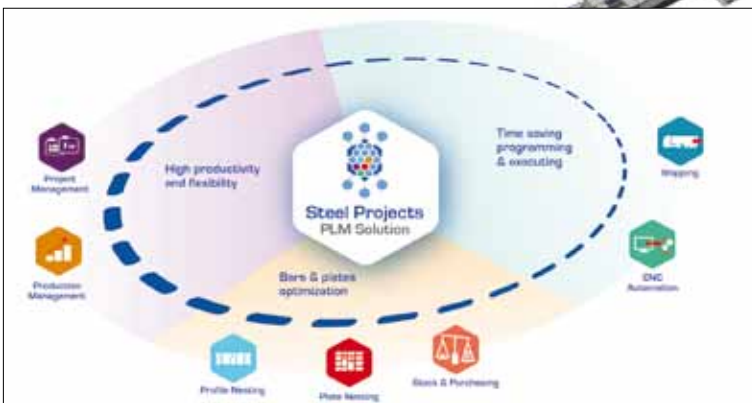 High productivity
and flexibility
Time saving
programming
& executing
Steel Projects
PLM Solution
Bars & plates
optimization
Project
Management
Production
Management
Profile Nesting
Plate Nesting
Stock & Purchasing
CNC
Automation
Shipping